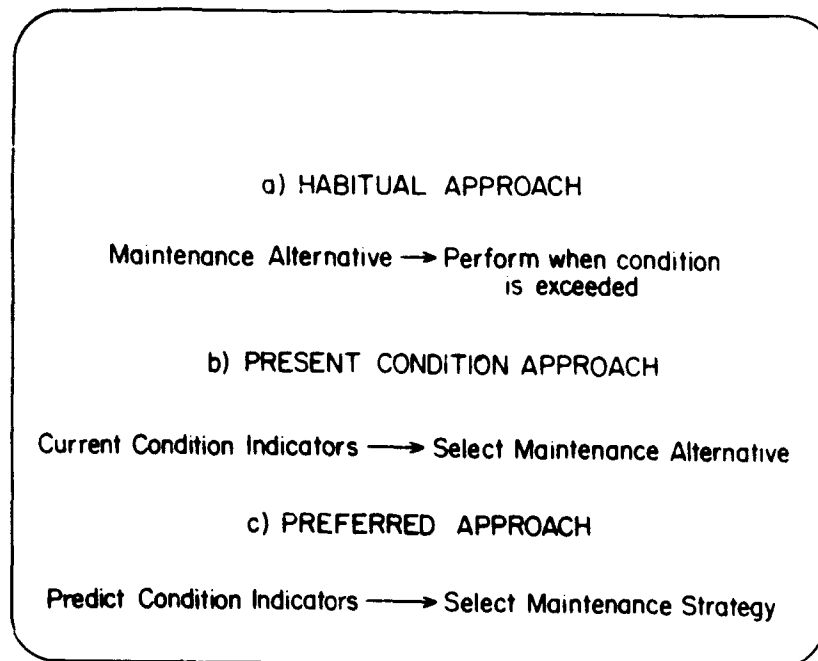 a) HABITUAL APPROACH
Maintenance Alternative → Perform when condition
is exceeded
b) PRESENT CONDITION APPROACH
Current Condition Indicators → Select Maintenance Alternative
c) PREFERRED APPROACH
Predict Condition Indicators → Select Maintenance Strategy